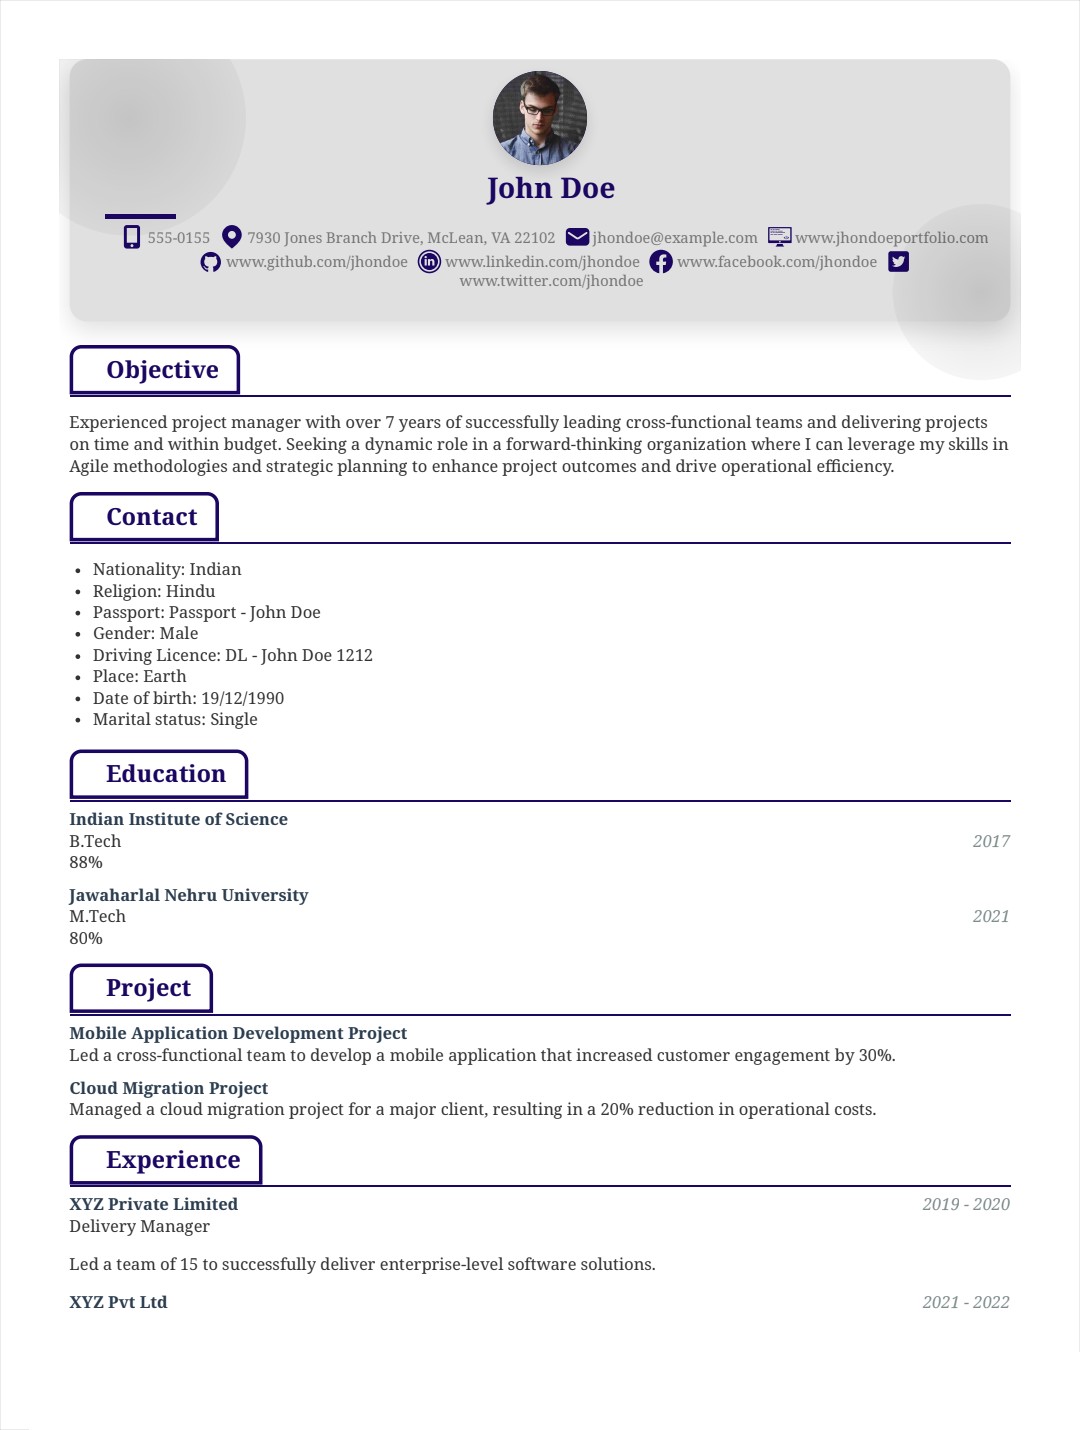 John Doe
555-0155 7930 Jones Branch Drive, McLean, VA 22102 jhondoe@example.com www.jhondoeportfolio.com
www.github.com/jhondoe www.linkedin.com/jhondoe www.facebook.com/jhondoe
www.twitter.com/jhondoe
Objective
Experienced project manager with over 7 years of successfully leading cross-functional teams and delivering projects
on time and within budget. Seeking a dynamic role in a forward-thinking organization where I can leverage my skills in
Agile methodologies and strategic planning to enhance project outcomes and drive operational efficiency.
Contact
• Nationality: Indian
• Religion: Hindu
• Passport: Passport - John Doe
• Gender: Male
• Driving Licence: DL - John Doe 1212
• Place: Earth
• Date of birth: 19/12/1990
• Marital status: Single
Education
Indian Institute of Science
B.Tech 2017
88%
Jawaharlal Nehru University
M.Tech 2021
80%
Project
Mobile Application Development Project
Led a cross-functional team to develop a mobile application that increased customer engagement by 30%.
Cloud Migration Project
Managed a cloud migration project for a major client, resulting in a 20% reduction in operational costs.
Experience
XYZ Private Limited 2019 - 2020
Delivery Manager
Led a team of 15 to successfully deliver enterprise-level software solutions.
XYZ Pvt Ltd 2021 - 2022